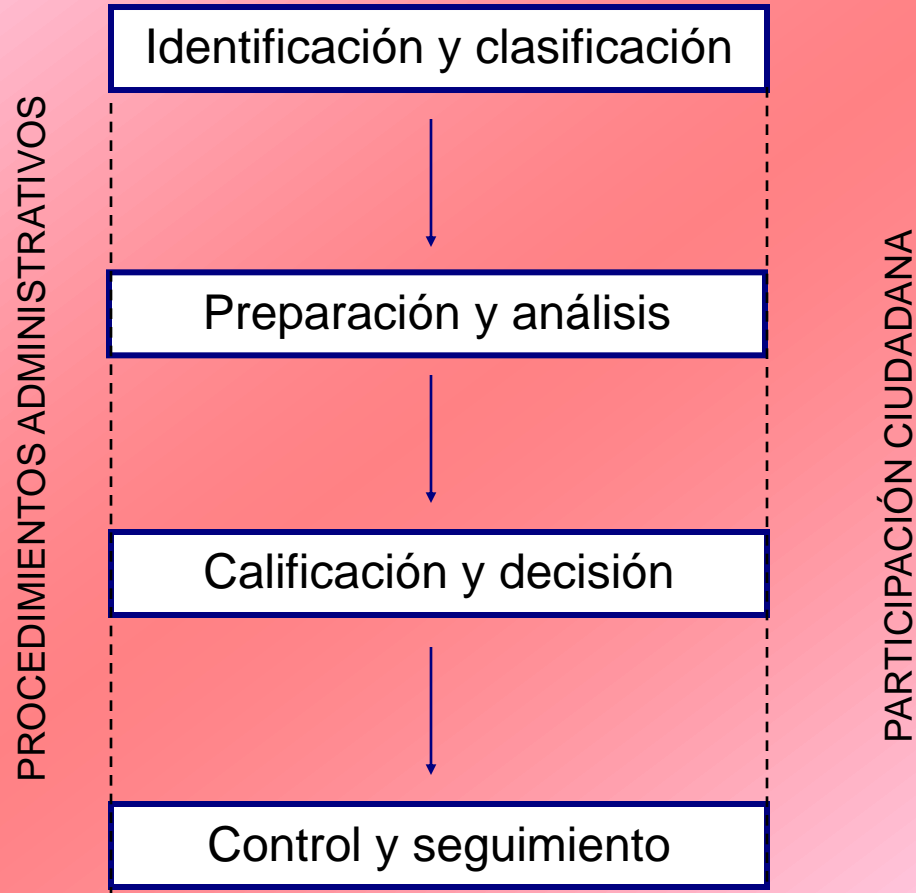 Identificación y clasificación
PROCEDIMIENTOS ADMINISTRATIVOS
Preparación y análisis
PARTICIPACIÓN CIUDADANA
Calificación y decisión
Control y seguimiento